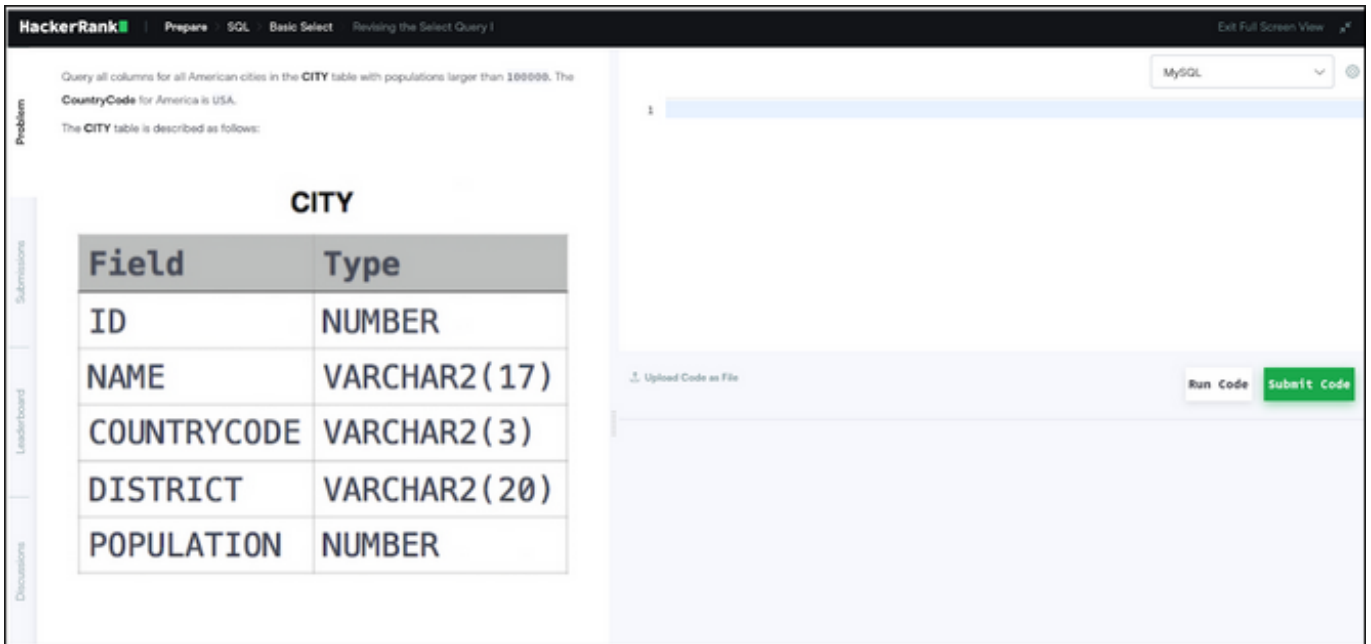 HackerRank | Prepare > SQL > Basic Select > Revising the Select Query I
Exit Full Screen View
Problem
Submissions
Leaderboard
Discussions
Query all columns for all American cities in the CITY table with populations larger than 100000. The
CountryCode for America is USA.
The CITY table is described as follows:
CITY
Field Type
ID NUMBER
NAME VARCHAR2(17)
COUNTRYCODE VARCHAR2(3)
DISTRICT VARCHAR2(20)
POPULATION NUMBER
MySQL
1
Upload Code as File
Run Code
Submit Code